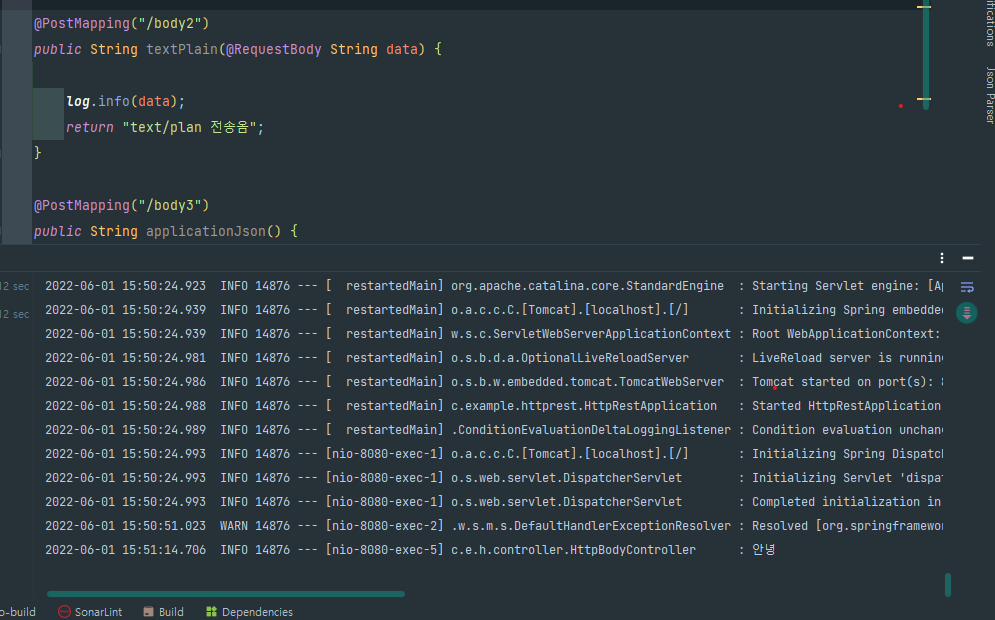 @PostMapping("/body2")
public String textPlain(@RequestBody String data) {
log.info(data);
return "text/plan 전송옴";
}
@PostMapping("/body3")
public String applicationJson() {
Json Parser
12 sec
12 sec
2022-06-01 15:50:24.923 INFO 14876 --- [ restartedMain] org.apache.catalina.core.StandardEngine : Starting Servlet engine: [Ap
2022-06-01 15:50:24.939 INFO 14876 --- [ restartedMain] o.a.c.c.C.[Tomcat].[localhost].[/] : Initializing Spring embedde
2022-06-01 15:50:24.939 INFO 14876 --- [ restartedMain] w.s.c.ServletWebServerApplicationContext : Root WebApplicationContext:
2022-06-01 15:50:24.981 INFO 14876 --- [ restartedMain] o.s.b.d.a.OptionalLiveReloadServer : LiveReload server is runnin
2022-06-01 15:50:24.986 INFO 14876 --- [ restartedMain] o.s.b.w.embedded.tomcat.TomcatWebServer : Tomcat started on port(s): 8
2022-06-01 15:50:24.988 INFO 14876 --- [ restartedMain] c.example.httprest.HttpRestApplication : Started HttpRestApplication
2022-06-01 15:50:24.989 INFO 14876 --- [ restartedMain] .ConditionEvaluationDeltaLoggingListener : Condition evaluation unchan
2022-06-01 15:50:24.993 INFO 14876 --- [nio-8080-exec-1] o.a.c.c.C.[Tomcat].[localhost].[/] : Initializing Spring Dispatch
2022-06-01 15:50:24.993 INFO 14876 --- [nio-8080-exec-1] o.s.web.servlet.DispatcherServlet : Initializing Servlet 'dispat
2022-06-01 15:50:24.993 INFO 14876 --- [nio-8080-exec-1] o.s.web.servlet.DispatcherServlet : Completed initialization in
2022-06-01 15:50:51.023 WARN 14876 --- [nio-8080-exec-2] .w.s.m.s.DefaultHandlerExceptionResolver : Resolved [org.springframewor
2022-06-01 15:51:14.706 INFO 14876 --- [nio-8080-exec-5] c.e.h.controller.HttpBodyController : 안녕
o-build SonarLint Build Dependencies